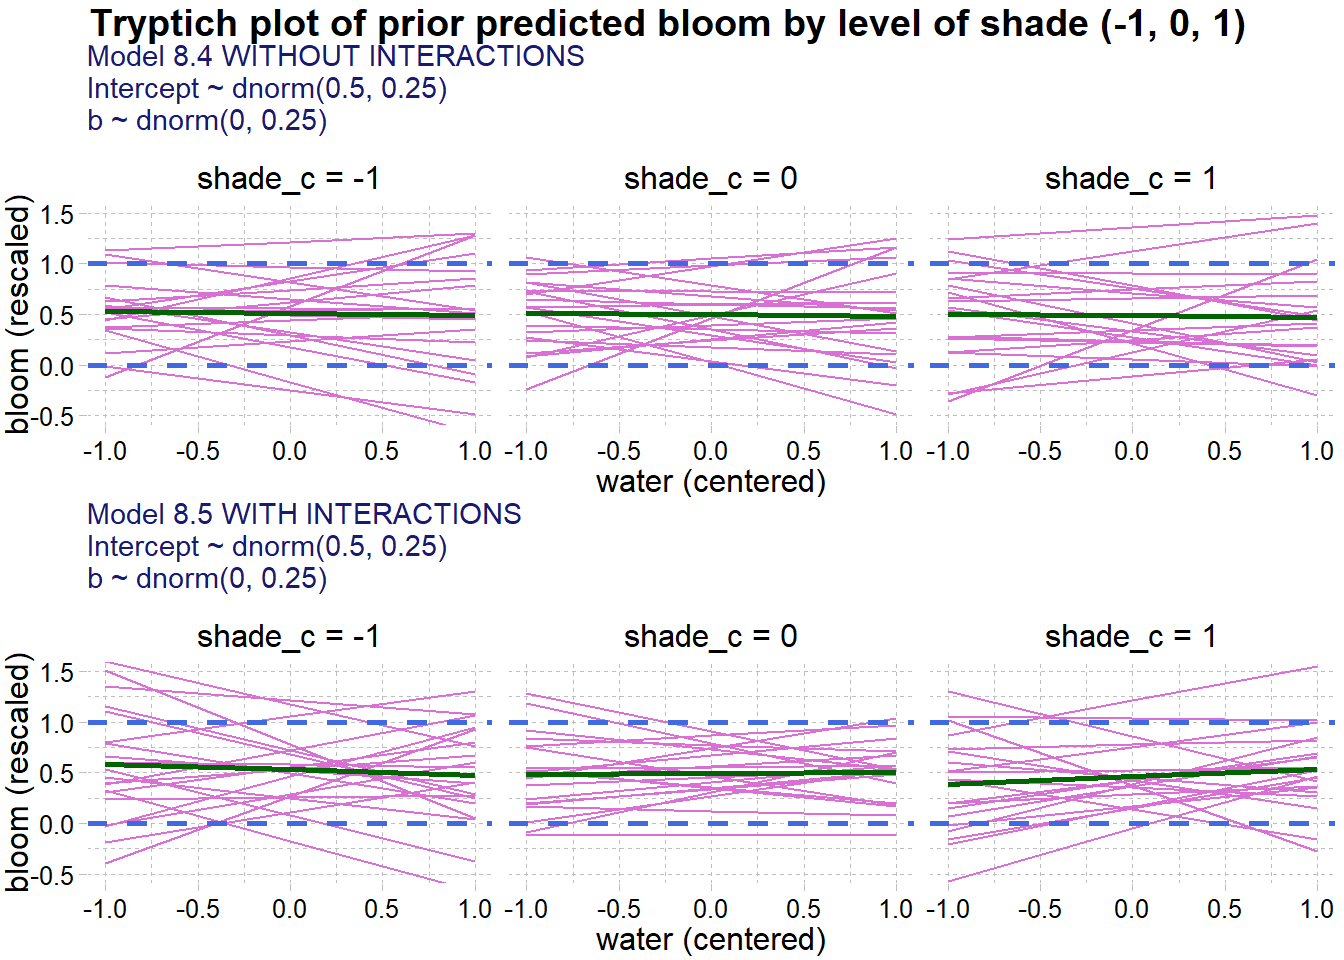 Tryptich plot of prior predicted bloom by level of shade (-1, 0, 1)
Model 8.4 WITHOUT INTERACTIONS
Intercept ~ dnorm(0.5, 0.25)
b ~ dnorm(0, 0.25)
shade_c = -1
shade_c = 0
shade_c = 1
bloom (rescaled)
1.5
1.0
0.5
0.0
-0.5
-1.0 -0.5 0.0 0.5 1.0
-1.0 -0.5 0.0 0.5 1.0
-1.0 -0.5 0.0 0.5 1.0
water (centered)
Model 8.5 WITH INTERACTIONS
Intercept ~ dnorm(0.5, 0.25)
b ~ dnorm(0, 0.25)
shade_c = -1
shade_c = 0
shade_c = 1
bloom (rescaled)
1.5
1.0
0.5
0.0
-0.5
-1.0 -0.5 0.0 0.5 1.0
-1.0 -0.5 0.0 0.5 1.0
-1.0 -0.5 0.0 0.5 1.0
water (centered)